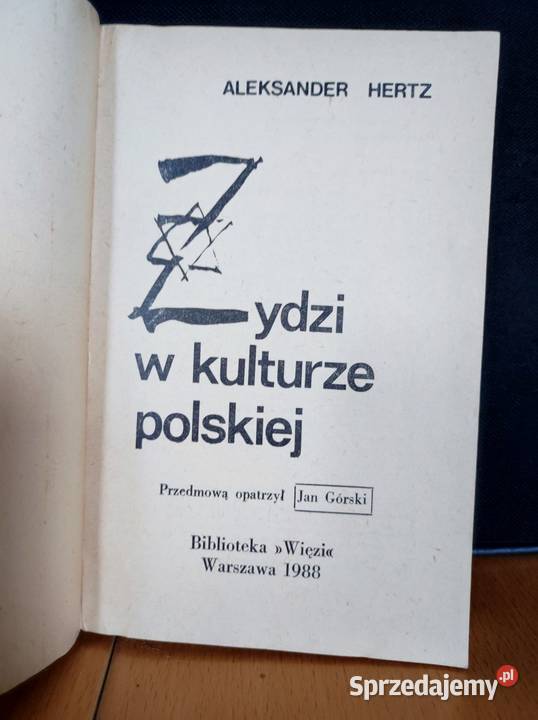 ALEKSANDER HERTZ
Żydzi
w kulturze
polskiej
Przedmową opatrzył Jan Górski
Biblioteka »Więzi«
Warszawa 1988
Sprzedajemy.pl